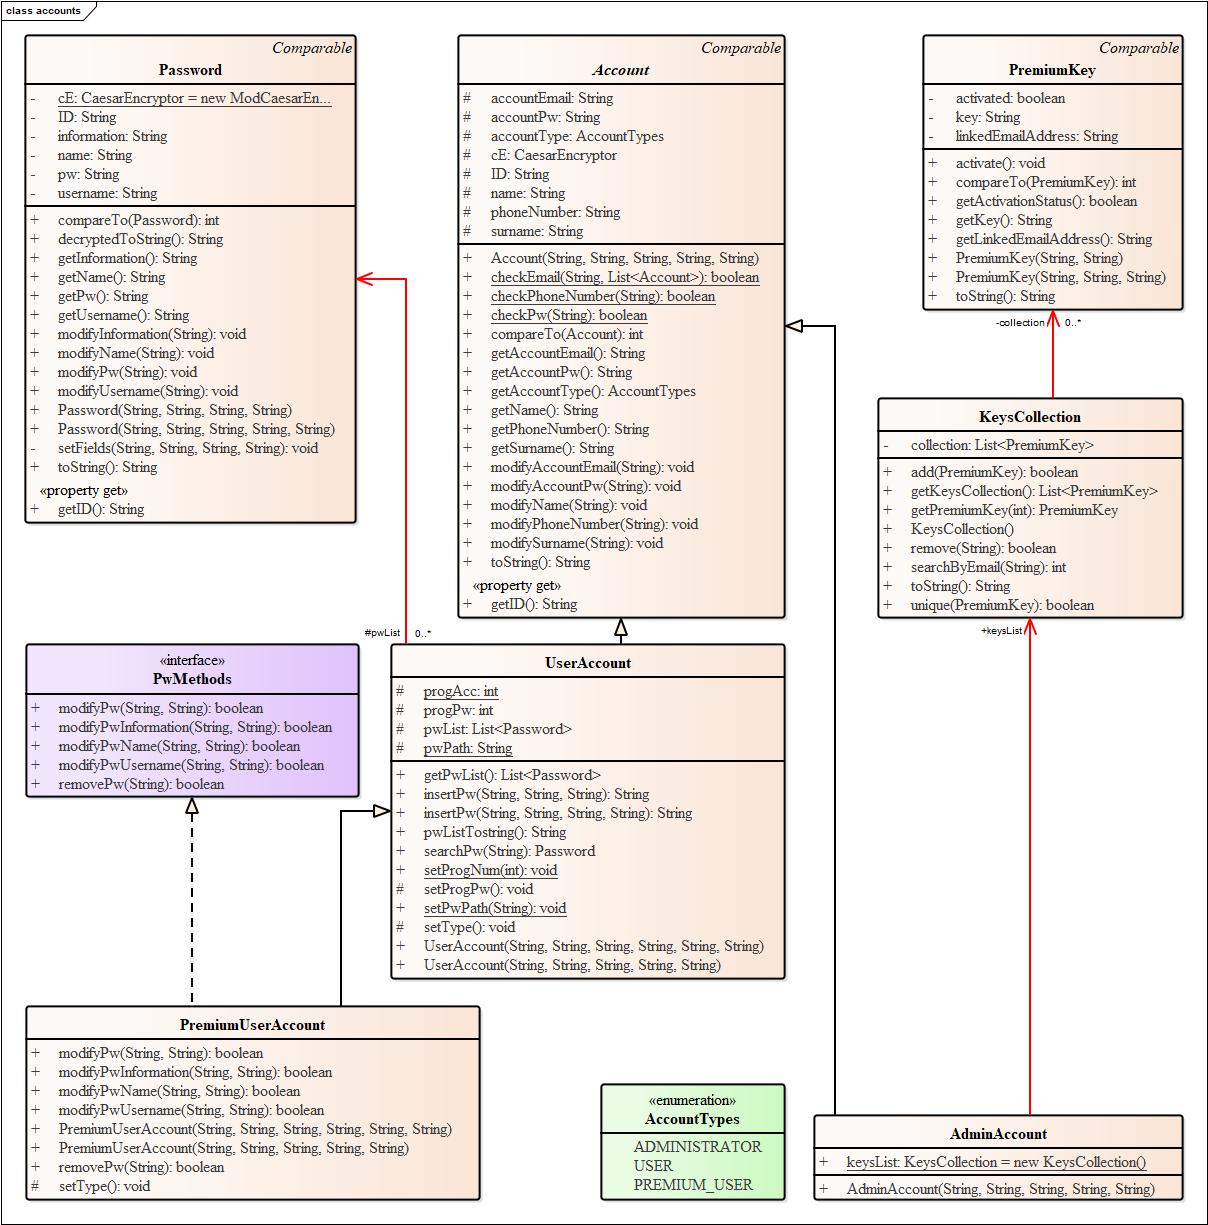 class accounts
Comparable
Password
- cE: CaesarEncryptor = new ModCaesarEn...
- ID: String
- information: String
- name: String
- pw: String
- username: String
+ compareTo(Password): int
+ decryptedToString(): String
+ getInformation(): String
+ getName(): String
+ getPw(): String
+ getUsername(): String
+ modifyInformation(String): void
+ modifyName(String): void
+ modifyPw(String): void
+ modifyUsername(String): void
+ Password(String, String, String, String)
+ Password(String, String, String, String, String)
- setFields(String, String, String, String): void
+ toString(): String
«property get»
+ getID(): String
Comparable
Account
# accountEmail: String
# accountPw: String
# accountType: AccountTypes
# cE: CaesarEncryptor
# ID: String
# name: String
# phoneNumber: String
# surname: String
+ Account(String, String, String, String, String)
+ checkEmail(String, List<Account>): boolean
+ checkPhoneNumber(String): boolean
+ checkPw(String): boolean
+ compareTo(Account): int
+ getAccountEmail(): String
+ getAccountPw(): String
+ getAccountType(): AccountTypes
+ getName(): String
+ getPhoneNumber(): String
+ getSurname(): String
+ modifyAccountEmail(String): void
+ modifyAccountPw(String): void
+ modifyName(String): void
+ modifyPhoneNumber(String): void
+ modifySurname(String): void
+ toString(): String
«property get»
+ getID(): String
Comparable
PremiumKey
- activated: boolean
- key: String
- linkedEmailAddress: String
+ activate(): void
+ compareTo(PremiumKey): int
+ getActivationStatus(): boolean
+ getKey(): String
+ getLinkedEmailAddress(): String
+ PremiumKey(String, String)
+ PremiumKey(String, String, String)
+ toString(): String
-collection 0..*
KeysCollection
- collection: List<PremiumKey>
+ add(PremiumKey): boolean
+ getKeysCollection(): List<PremiumKey>
+ getPremiumKey(int): PremiumKey
+ KeysCollection()
+ remove(String): boolean
+ searchByEmail(String): int
+ toString(): String
+ unique(PremiumKey): boolean
+keysList
#pwList 0..*
«interface»
PwMethods
+ modifyPw(String, String): boolean
+ modifyPwInformation(String, String): boolean
+ modifyPwName(String, String): boolean
+ modifyPwUsername(String, String): boolean
+ removePw(String): boolean
UserAccount
# progAcc: int
# progPw: int
# pwList: List<Password>
# pwPath: String
+ getPwList(): List<Password>
+ insertPw(String, String, String): String
+ insertPw(String, String, String, String): String
+ pwListTostring(): String
+ searchPw(String): Password
+ setProgNum(int): void
# setProgPw(): void
+ setPwPath(String): void
# setType(): void
+ UserAccount(String, String, String, String, String, String)
+ UserAccount(String, String, String, String, String)
PremiumUserAccount
+ modifyPw(String, String): boolean
+ modifyPwInformation(String, String): boolean
+ modifyPwName(String, String): boolean
+ modifyPwUsername(String, String): boolean
+ PremiumUserAccount(String, String, String, String, String, String)
+ PremiumUserAccount(String, String, String, String, String)
+ removePw(String): boolean
# setType(): void
«enumeration»
AccountTypes
ADMINISTRATOR
USER
PREMIUM_USER
AdminAccount
+ keysList: KeysCollection = new KeysCollection()
+ AdminAccount(String, String, String, String, String)